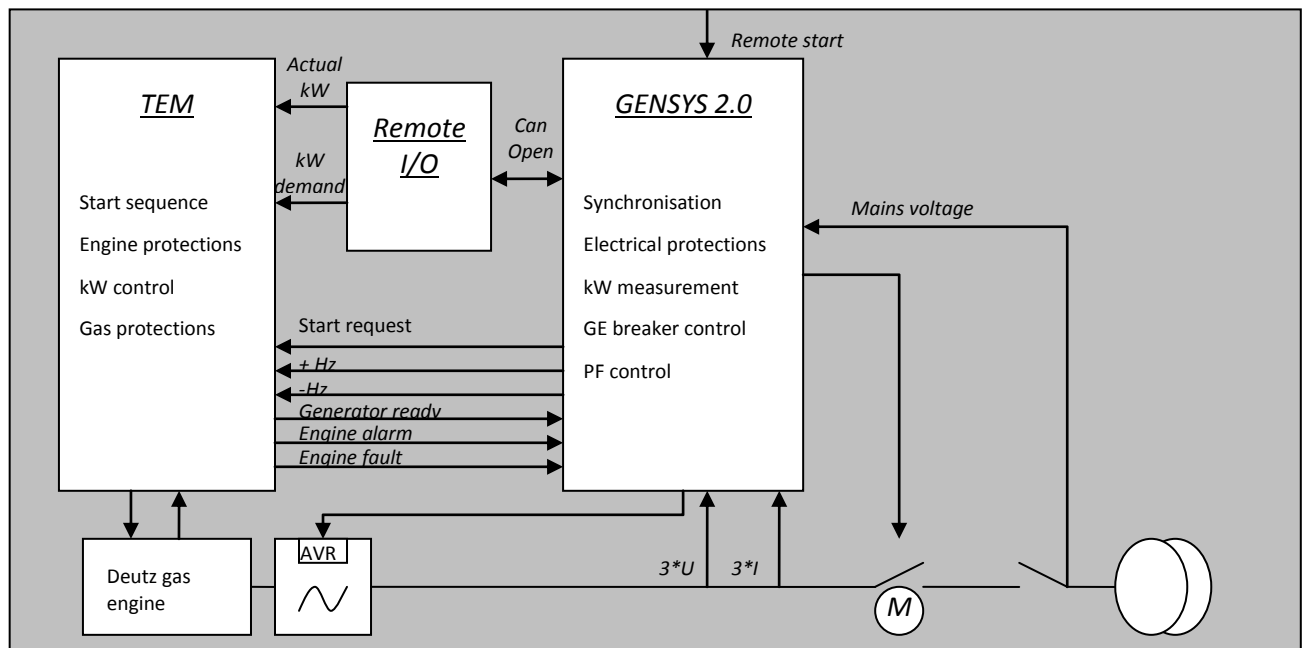 Remote start
Actual
kW
TEM
Remote
I/O
Can
Open
GENSYS 2.0
kW
demand
Start sequence
Engine protections
kW control
Gas protections
Synchronisation
Electrical protections
kW measurement
GE breaker control
PF control
Mains voltage
Start request
+ Hz
-Hz
Generator ready
Engine alarm
Engine fault
Deutz gas
engine
AVR
3*U
3*I
M